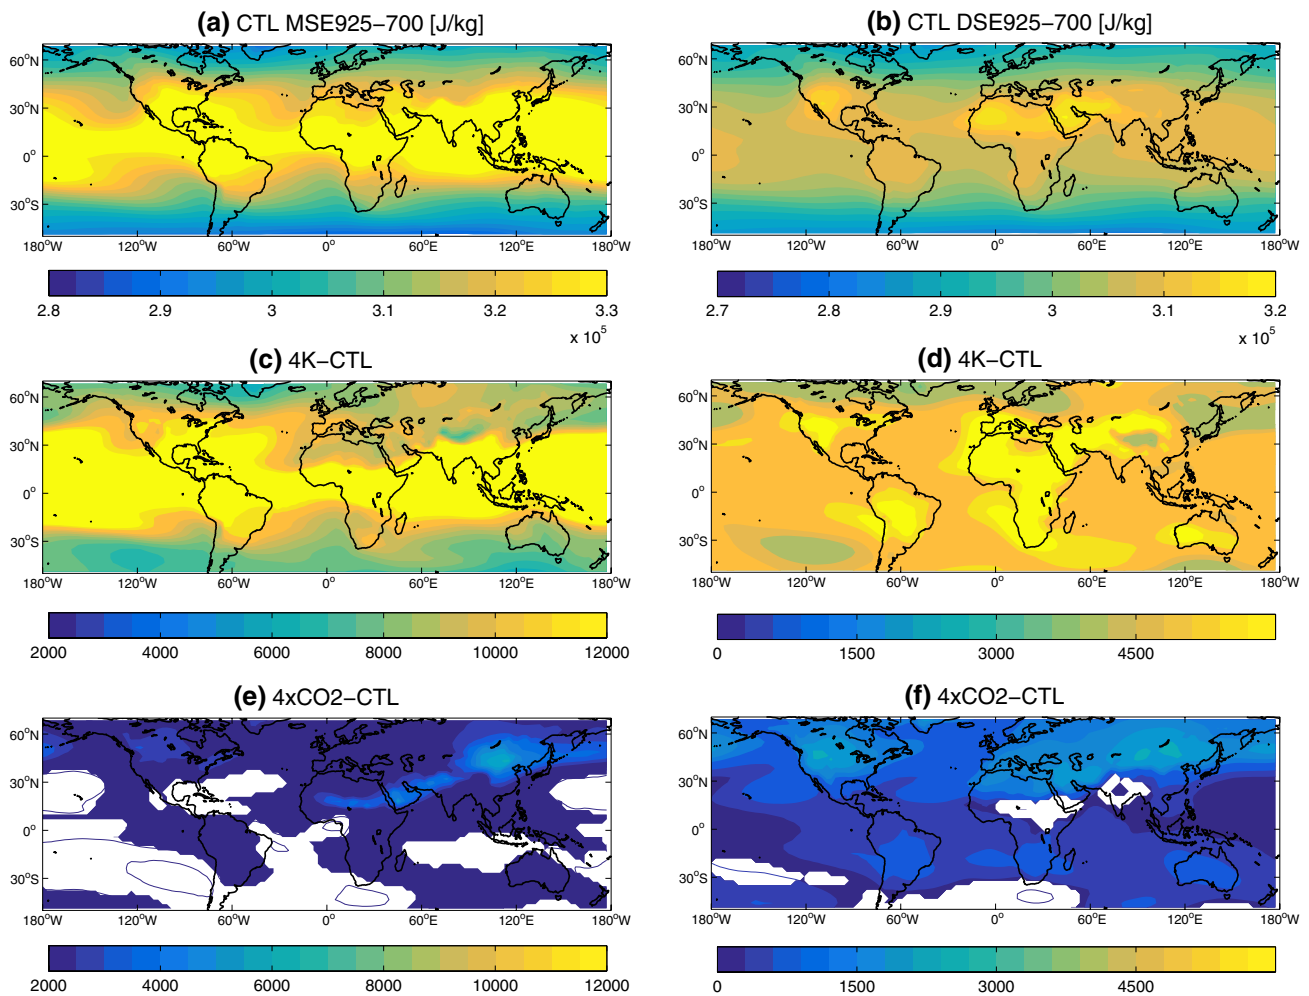 (a) CTL MSE925−700 [J/kg]
60°N
30°N
0°
30°S
180°W 120°W 60°W 0° 60°E 120°E 180°W
2.8 2.9 3 3.1 3.2 3.3
x 10⁵
(b) CTL DSE925−700 [J/kg]
60°N
30°N
0°
30°S
180°W 120°W 60°W 0° 60°E 120°E 180°W
2.7 2.8 2.9 3 3.1 3.2
x 10⁵
(c) 4K−CTL
60°N
30°N
0°
30°S
180°W 120°W 60°W 0° 60°E 120°E 180°W
2000 4000 6000 8000 10000 12000
(d) 4K−CTL
60°N
30°N
0°
30°S
180°W 120°W 60°W 0° 60°E 120°E 180°W
0 1500 3000 4500
(e) 4xCO2−CTL
60°N
30°N
0°
30°S
180°W 120°W 60°W 0° 60°E 120°E 180°W
2000 4000 6000 8000 10000 12000
(f) 4xCO2−CTL
60°N
30°N
0°
30°S
180°W 120°W 60°W 0° 60°E 120°E 180°W
0 1500 3000 4500